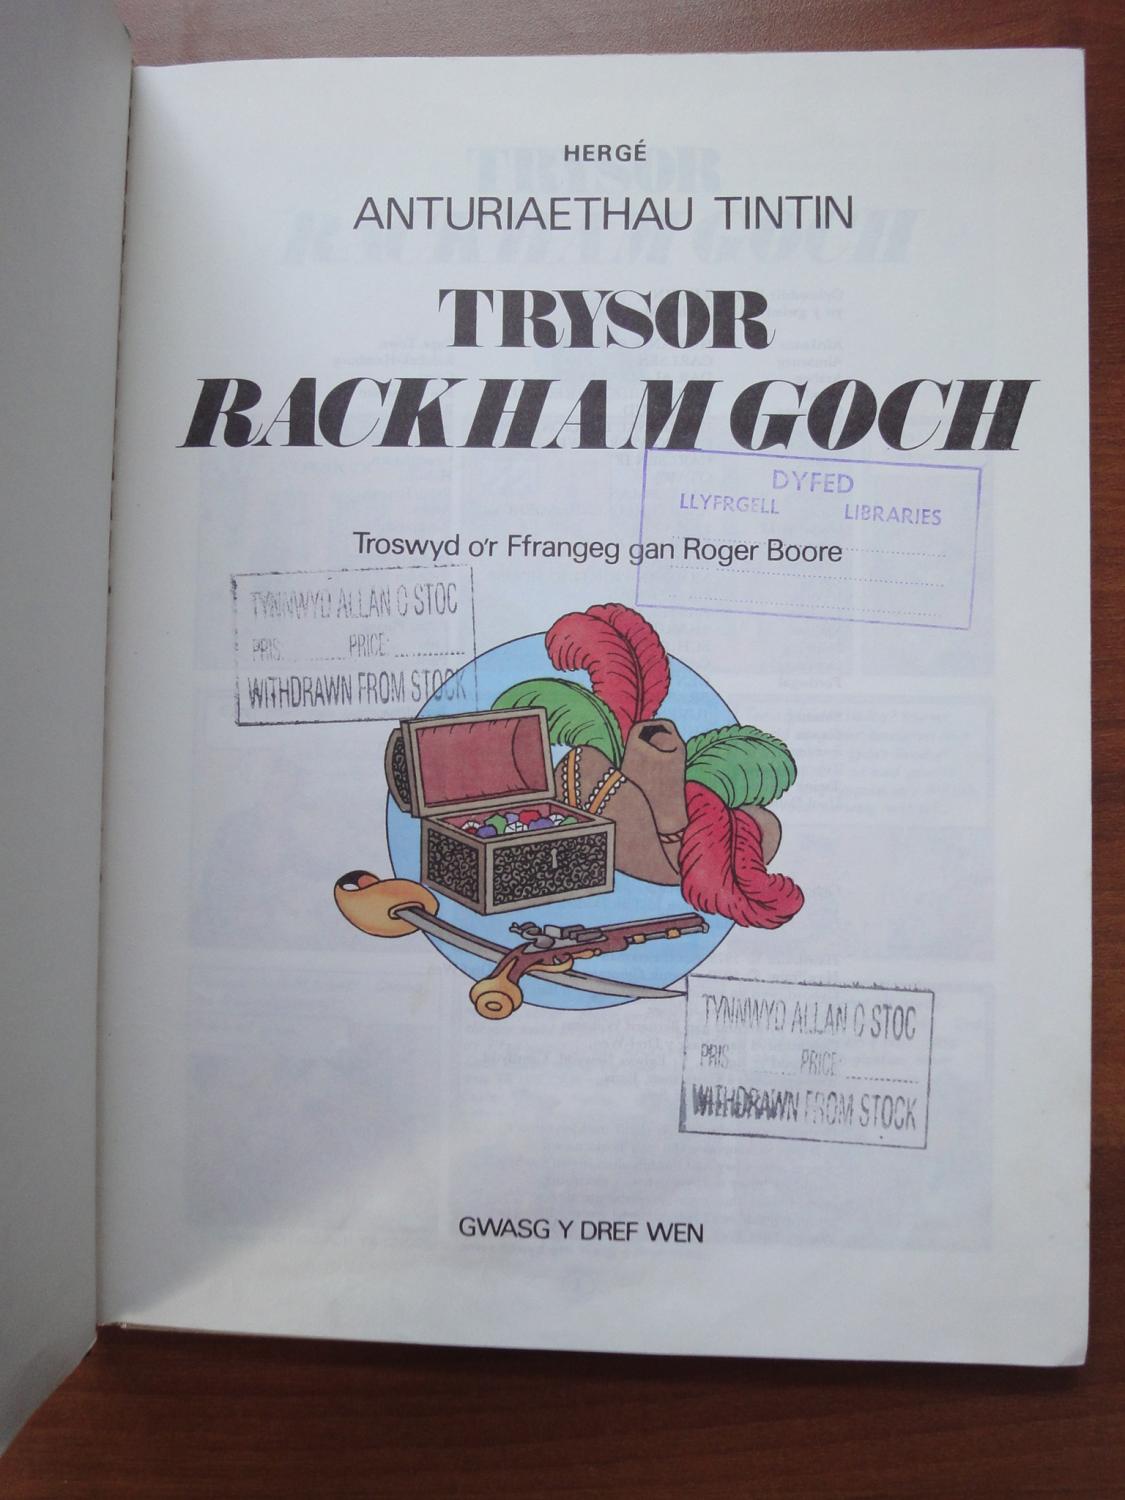 HERGÉ
ANTURIAETHAU TINTIN
TRYSOR
RACKHAM GOCH
DYFED
LLYFRGELL LIBRARIES
Troswyd o'r Ffrangeg gan Roger Boore
TYNNWYD ALLAN O STOC
PRIS: PRICE:
WITHDRAWN FROM STOCK
TYNNWYD ALLAN O STOC
PRIS: PRICE:
WITHDRAWN FROM STOCK
GWASG Y DREF WEN